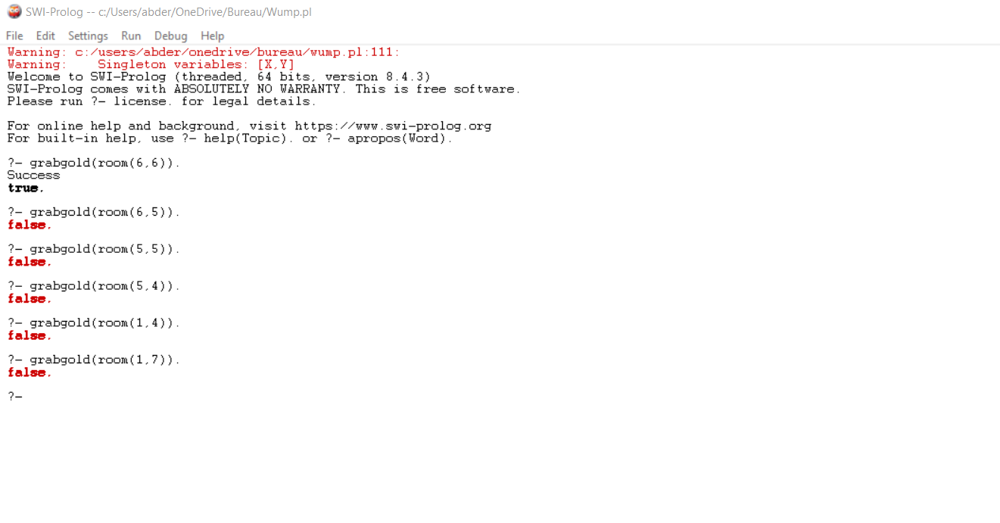 SWI-Prolog -- c:/Users/abder/OneDrive/Bureau/Wump.pl
File Edit Settings Run Debug Help
Warning: c:/users/abder/onedrive/bureau/wump.pl:111:
Warning:    Singleton variables: [X,Y]
Welcome to SWI-Prolog (threaded, 64 bits, version 8.4.3)
SWI-Prolog comes with ABSOLUTELY NO WARRANTY. This is free software.
Please run ?- license. for legal details.
For online help and background, visit https://www.swi-prolog.org
For built-in help, use ?- help(Topic). or ?- apropos(Word).
?- grabgold(room(6,6)).
Success
true.
?- grabgold(room(6,5)).
false.
?- grabgold(room(5,5)).
false.
?- grabgold(room(5,4)).
false.
?- grabgold(room(1,4)).
false.
?- grabgold(room(1,7)).
false.
?-